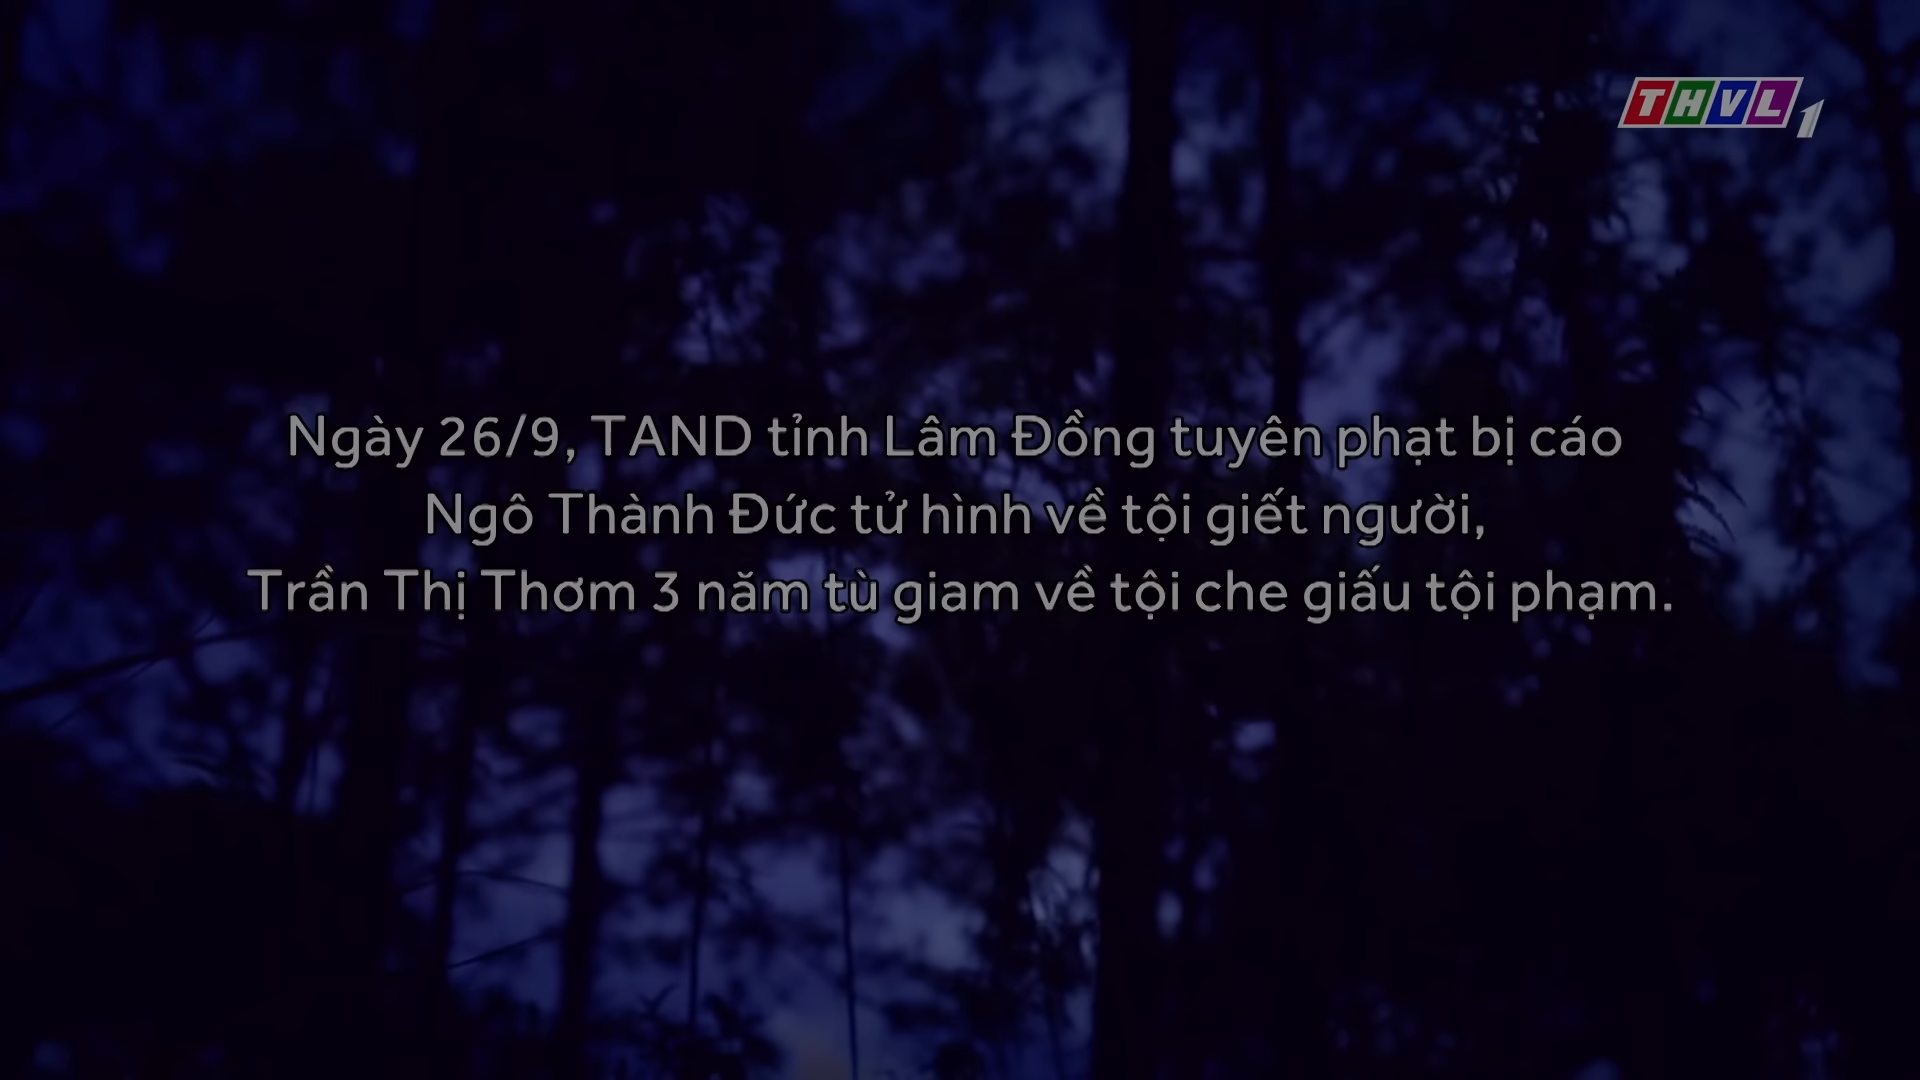 THVL1
Ngày 26/9, TAND tỉnh Lâm Đồng tuyên phạt bị cáo
Ngô Thành Đức tử hình về tội giết người,
Trần Thị Thơm 3 năm tù giam về tội che giấu tội phạm.